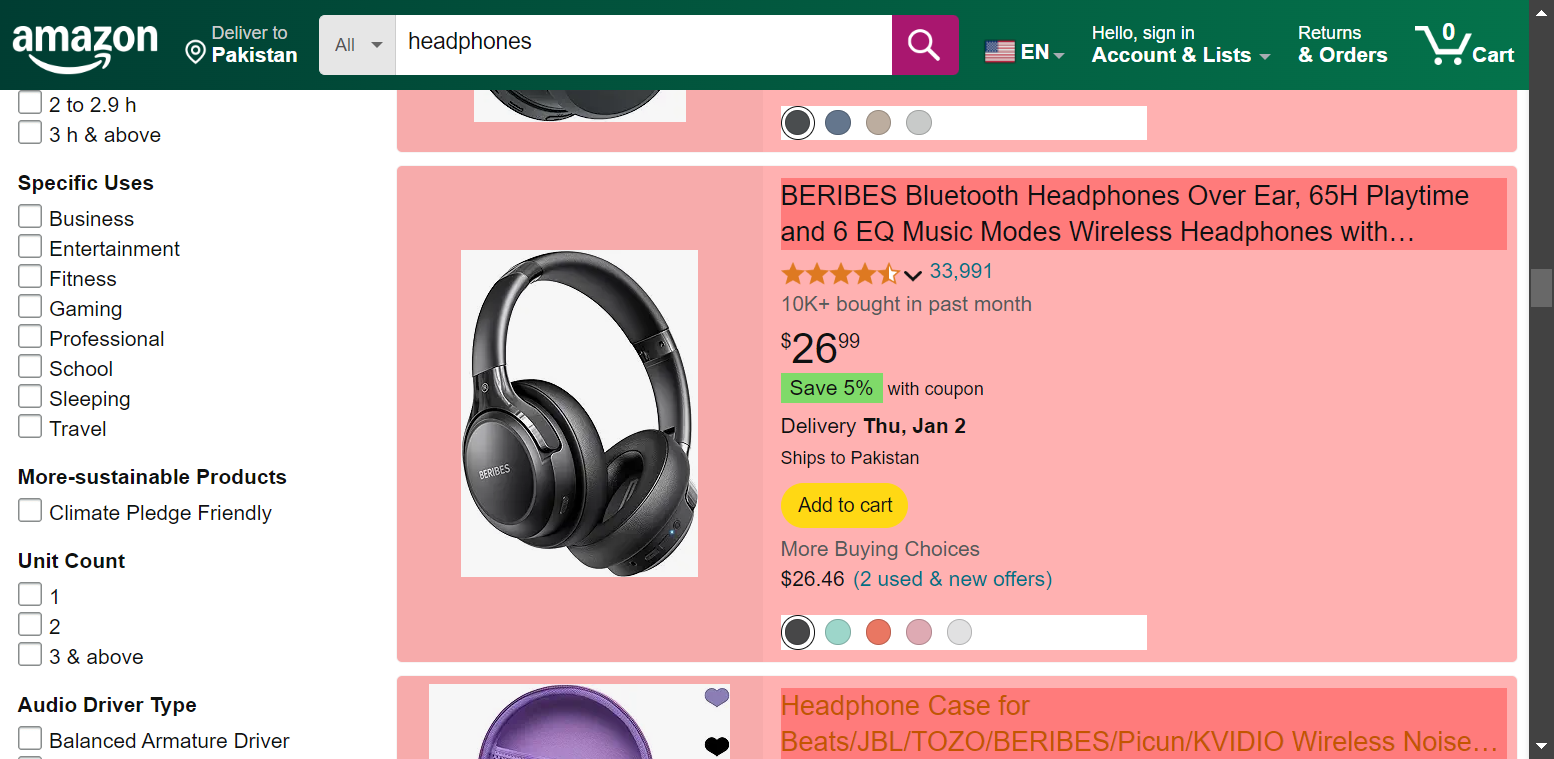 amazon
Deliver to
Pakistan
All
headphones
EN
Hello, sign in
Account & Lists
Returns
& Orders
0
Cart
2 to 2.9 h
3 h & above
Specific Uses
Business
Entertainment
Fitness
Gaming
Professional
School
Sleeping
Travel
More-sustainable Products
Climate Pledge Friendly
Unit Count
1
2
3 & above
Audio Driver Type
Balanced Armature Driver
BERIBES
BERIBES Bluetooth Headphones Over Ear, 65H Playtime
and 6 EQ Music Modes Wireless Headphones with…
33,991
10K+ bought in past month
$26 99
Save 5% with coupon
Delivery Thu, Jan 2
Ships to Pakistan
Add to cart
More Buying Choices
$26.46 (2 used & new offers)
Headphone Case for
Beats/JBL/TOZO/BERIBES/Picun/KVIDIO Wireless Noise…